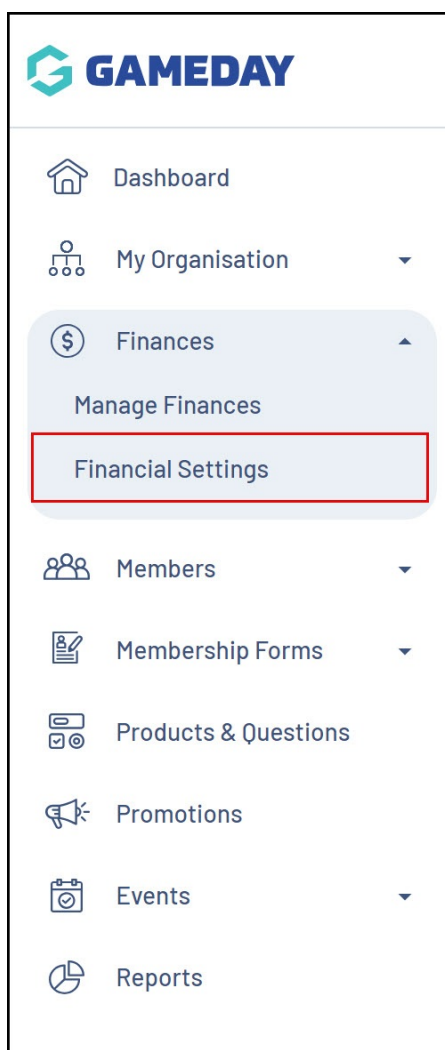 GAMEDAY
Dashboard
My Organisation
Finances
Manage Finances
Financial Settings
Members
Membership Forms
Products & Questions
Promotions
Events
Reports